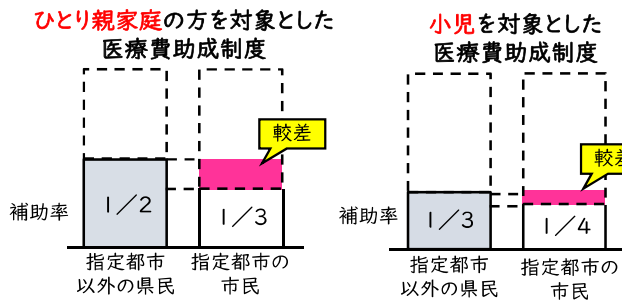 ひとり親家庭の方を対象とした
医療費助成制度
較差
補助率
1／2
1／3
指定都市
以外の県民
指定都市の
市民
小児を対象とした
医療費助成制度
較差
補助率
1／3
1／4
指定都市
以外の県民
指定都市の
市民